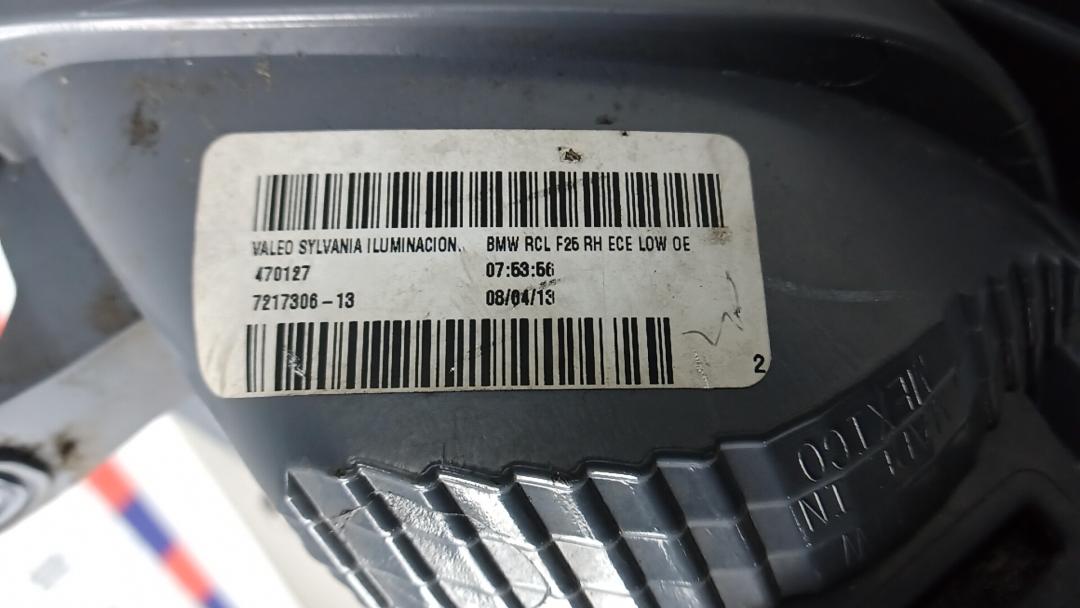 VALEO SYLVANIA ILUMINACION. BMW RCL F25 RH ECE LOW OE
470127 07:53:56
7217306-13 08/04/13
2
MADE IN
MEXICO